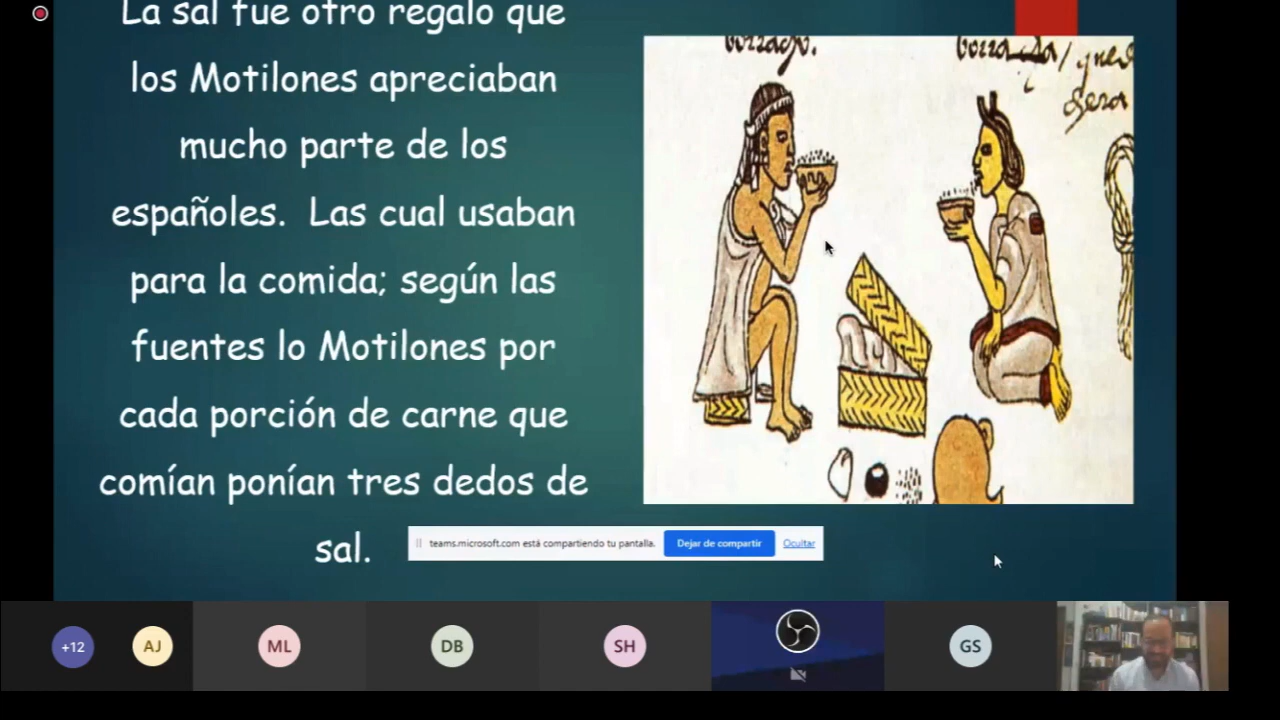 La sal fue otro regalo que
los Motilones apreciaban
mucho parte de los
españoles. Las cual usaban
para la comida; según las
fuentes lo Motilones por
cada porción de carne que
comían ponían tres dedos de
sal.
teams.microsoft.com está compartiendo tu pantalla.
Dejar de compartir
Ocultar
+12
AJ
ML
DB
SH
GS